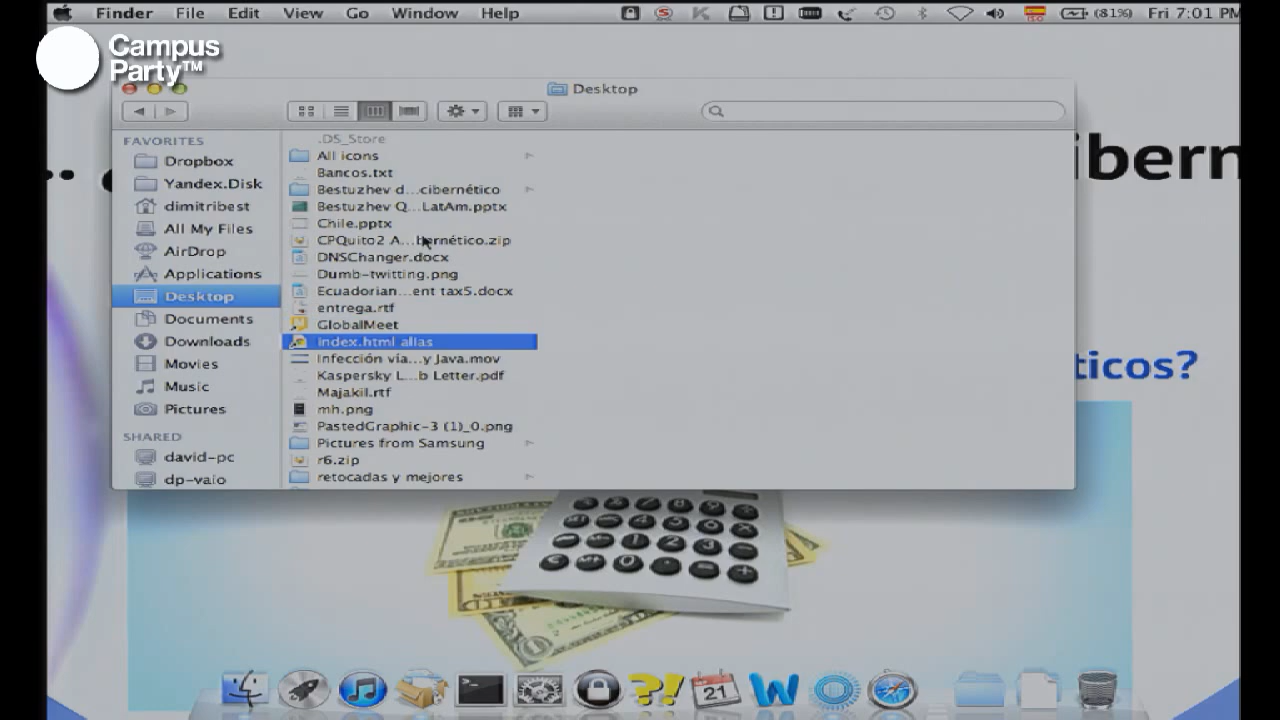 Finder File Edit View Go Window Help (81%) Fri 7:01 PM
Campus
Party™
Desktop
FAVORITES
Dropbox
Yandex.Disk
dimitribest
All My Files
AirDrop
Applications
Desktop
Documents
Downloads
Movies
Music
Pictures
SHARED
david-pc
dp-vaio
.DS_Store
All icons
Bancos.txt
Bestuzhev d...cibernético
Bestuzhev Q...LatAm.pptx
Chile.pptx
CPQuito2 A...bernético.zip
DNSChanger.docx
Dumb-twitting.png
Ecuadorian...ent tax5.docx
entrega.rtf
GlobalMeet
index.html alias
Infección vía...y Java.mov
Kaspersky L...b Letter.pdf
Majakil.rtf
mh.png
PastedGraphic-3 (1)_0.png
Pictures from Samsung
r6.zip
retocadas y mejores
ibern
ticos?
21